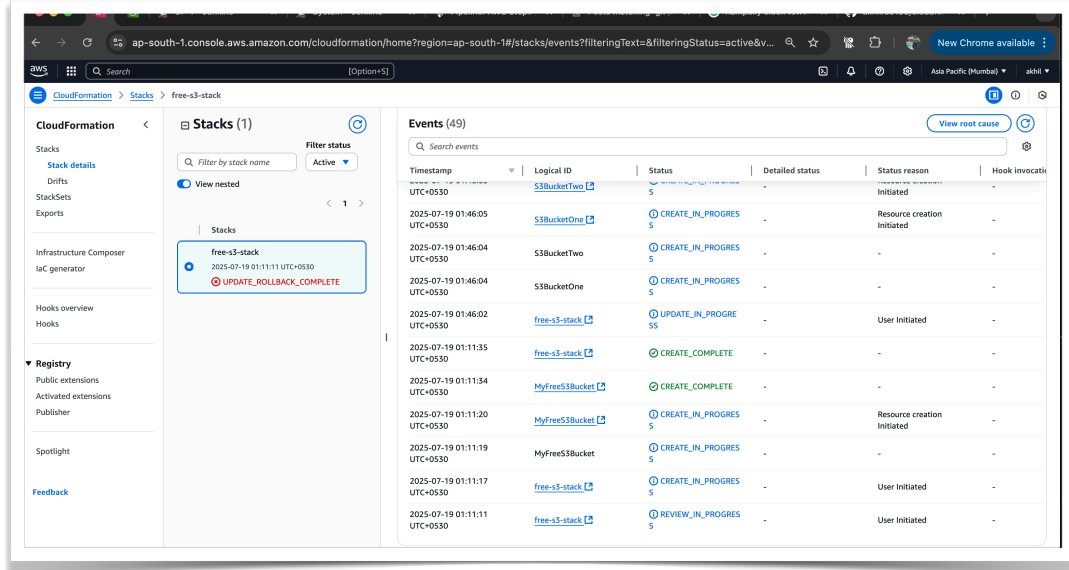 ap-south-1.console.aws.amazon.com/cloudformation/home?region=ap-south-1#/stacks/events?filteringText=&filteringStatus=active&v...
New Chrome available
aws
Search
[Option+S]
Asia Pacific (Mumbai)
akhil
CloudFormation > Stacks > free-s3-stack
CloudFormation
Stacks
Stack details
Drifts
StackSets
Exports
Infrastructure Composer
IaC generator
Hooks overview
Hooks
Registry
Public extensions
Activated extensions
Publisher
Spotlight
Feedback
Stacks (1)
Filter status
Filter by stack name
Active
View nested
1
Stacks
free-s3-stack
2025-07-19 01:11:11 UTC+0530
UPDATE_ROLLBACK_COMPLETE
Events (49)
View root cause
Search events
Timestamp Logical ID Status Detailed status Status reason Hook invocatio
UTC+0530 S3BucketTwo S - Initiated -
2025-07-19 01:46:05 CREATE_IN_PROGRES Resource creation
UTC+0530 S3BucketOne S - Initiated -
2025-07-19 01:46:04 CREATE_IN_PROGRES
UTC+0530 S3BucketTwo S - - -
2025-07-19 01:46:04 CREATE_IN_PROGRES
UTC+0530 S3BucketOne S - - -
2025-07-19 01:46:02 UPDATE_IN_PROGRE
UTC+0530 free-s3-stack SS - User Initiated -
2025-07-19 01:11:35
UTC+0530 free-s3-stack CREATE_COMPLETE - - -
2025-07-19 01:11:34
UTC+0530 MyFreeS3Bucket CREATE_COMPLETE - - -
2025-07-19 01:11:20 CREATE_IN_PROGRES Resource creation
UTC+0530 MyFreeS3Bucket S - Initiated -
2025-07-19 01:11:19 CREATE_IN_PROGRES
UTC+0530 MyFreeS3Bucket S - - -
2025-07-19 01:11:17 CREATE_IN_PROGRES
UTC+0530 free-s3-stack S - User Initiated -
2025-07-19 01:11:11 REVIEW_IN_PROGRES
UTC+0530 free-s3-stack S - User Initiated -